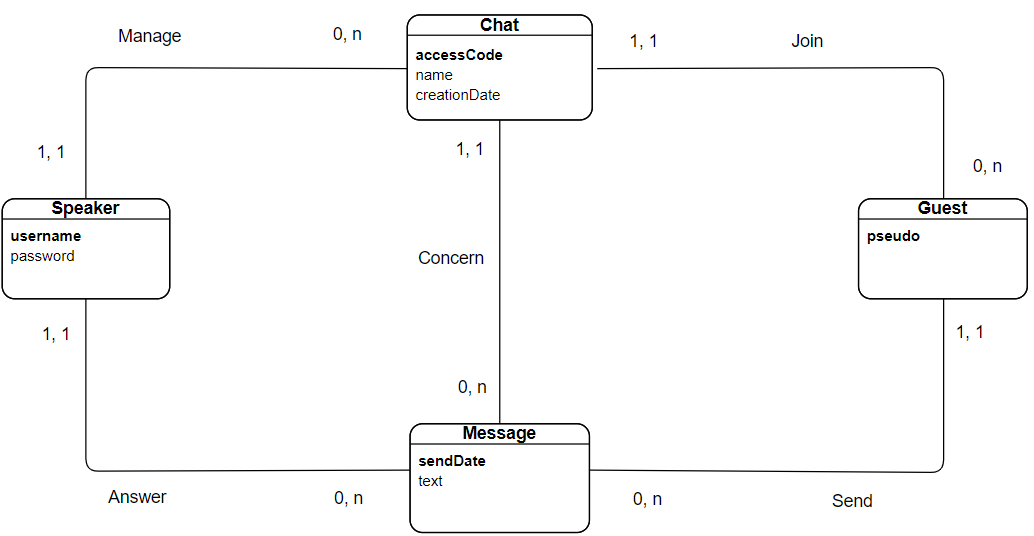 Manage
0, n
Chat
1, 1
Join
accessCode
name
creationDate
1, 1
1, 1
0, n
Speaker
username
password
Guest
pseudo
Concern
1, 1
1, 1
0, n
Message
sendDate
text
Answer
0, n
0, n
Send